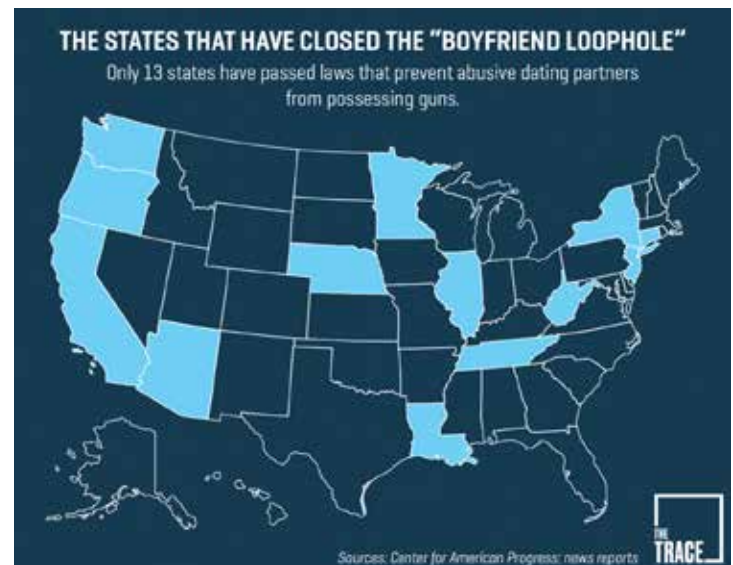 THE STATES THAT HAVE CLOSED THE "BOYFRIEND LOOPHOLE"
Only 13 states have passed laws that prevent abusive dating partners
from possessing guns.
THE
TRACE
Sources: Center for American Progress; news reports